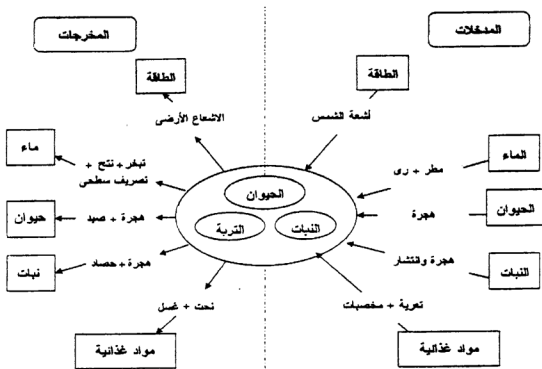 المدخلات
المخرجات
الطاقة
الطاقة
أشعة الشمس
الاشعاع الأرضى
الماء
مطر + رى
تبخر + نتح +
تصريف سطحى
ماء
الحيوان
هجرة
الحيوان
هجرة + صيد
حيوان
النبات
التربة
النبات
هجرة وانتشار
هجرة + حصاد
نبات
تعرية + مخصبات
نحت + غسل
مواد غذائية
مواد غذائية